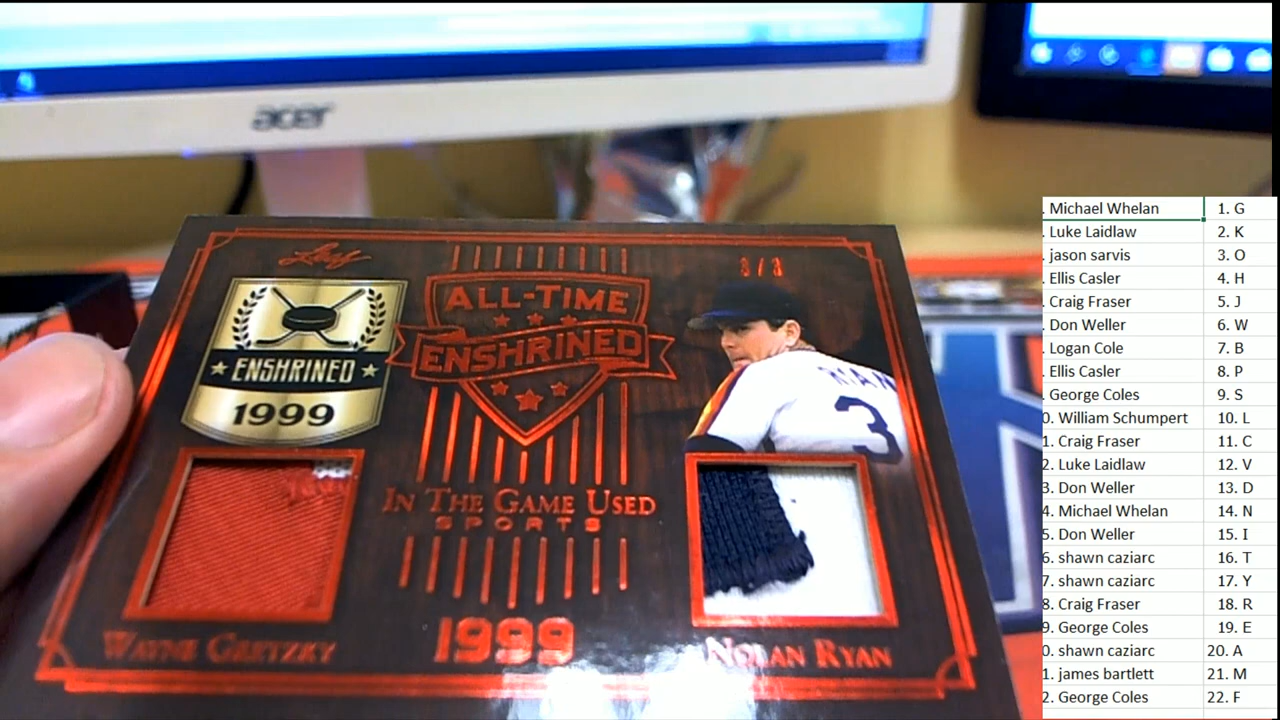 acer
Leaf
3/3
ALL-TIME
ENSHRINED
ENSHRINED
1999
RYAN
3
IN THE GAME USED
SPORTS
1999
WAYNE GRETZKY
NOLAN RYAN
. Michael Whelan 1. G
. Luke Laidlaw 2. K
. jason sarvis 3. O
. Ellis Casler 4. H
. Craig Fraser 5. J
. Don Weller 6. W
. Logan Cole 7. B
. Ellis Casler 8. P
. George Coles 9. S
0. William Schumpert 10. L
1. Craig Fraser 11. C
2. Luke Laidlaw 12. V
3. Don Weller 13. D
4. Michael Whelan 14. N
5. Don Weller 15. I
6. shawn caziarc 16. T
7. shawn caziarc 17. Y
8. Craig Fraser 18. R
9. George Coles 19. E
0. shawn caziarc 20. A
1. james bartlett 21. M
2. George Coles 22. F